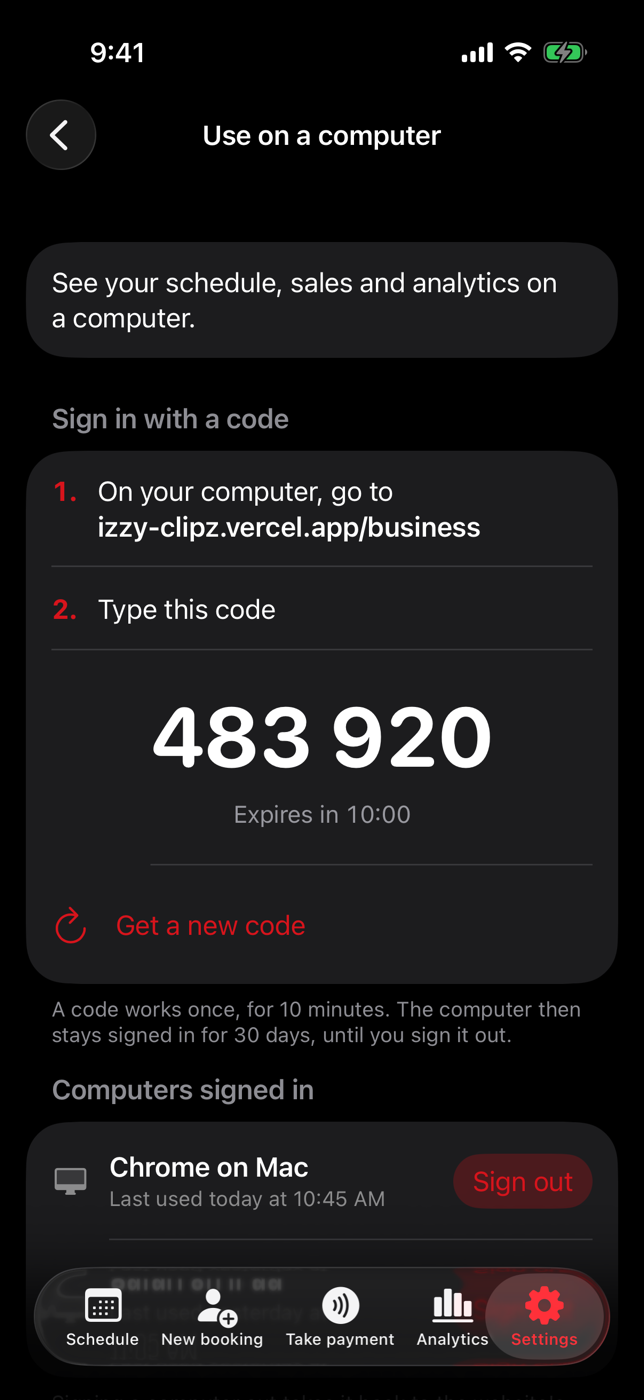 9:41
Use on a computer
See your schedule, sales and analytics on
a computer.
Sign in with a code
1. On your computer, go to
izzy-clipz.vercel.app/business
2. Type this code
483 920
Expires in 10:00
Get a new code
A code works once, for 10 minutes. The computer then
stays signed in for 30 days, until you sign it out.
Computers signed in
Chrome on Mac
Last used today at 10:45 AM
Sign out
Schedule
New booking
Take payment
Analytics
Settings